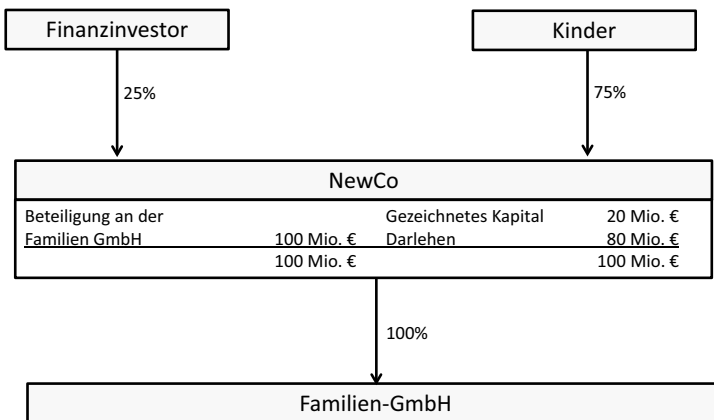 Finanzinvestor Kinder
25% 75%
NewCo
Beteiligung an der Gezeichnetes Kapital 20 Mio. €
Familien GmbH 100 Mio. € Darlehen 80 Mio. €
100 Mio. € 100 Mio. €
100%
Familien-GmbH